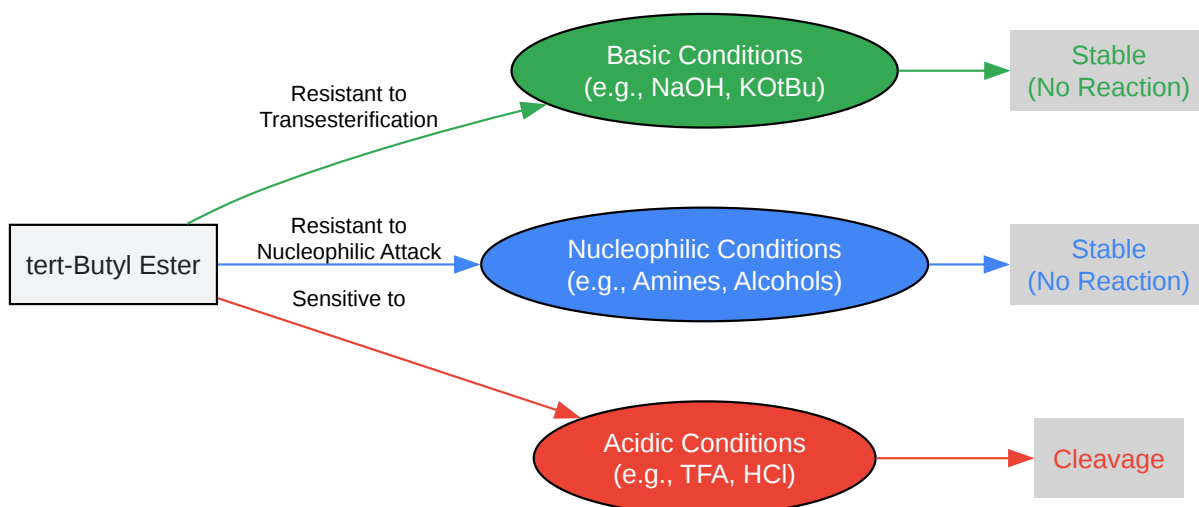 Basic Conditions
(e.g., NaOH, KOtBu)
Stable
(No Reaction)
Resistant to
Transesterification
tert-Butyl Ester
Resistant to
Nucleophilic Attack
Nucleophilic Conditions
(e.g., Amines, Alcohols)
Stable
(No Reaction)
Sensitive to
Acidic Conditions
(e.g., TFA, HCl)
Cleavage